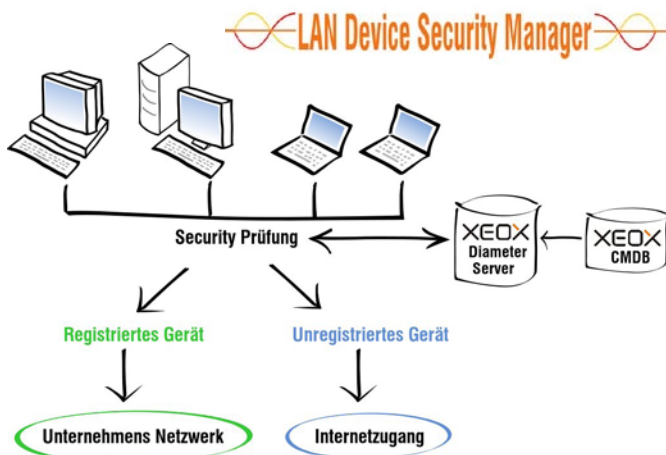 LAN Device Security Manager
Security Prüfung
XEOX
Diameter
Server
XEOX
CMDB
Registriertes Gerät
Unregistriertes Gerät
Unternehmens Netzwerk
Internetzugang